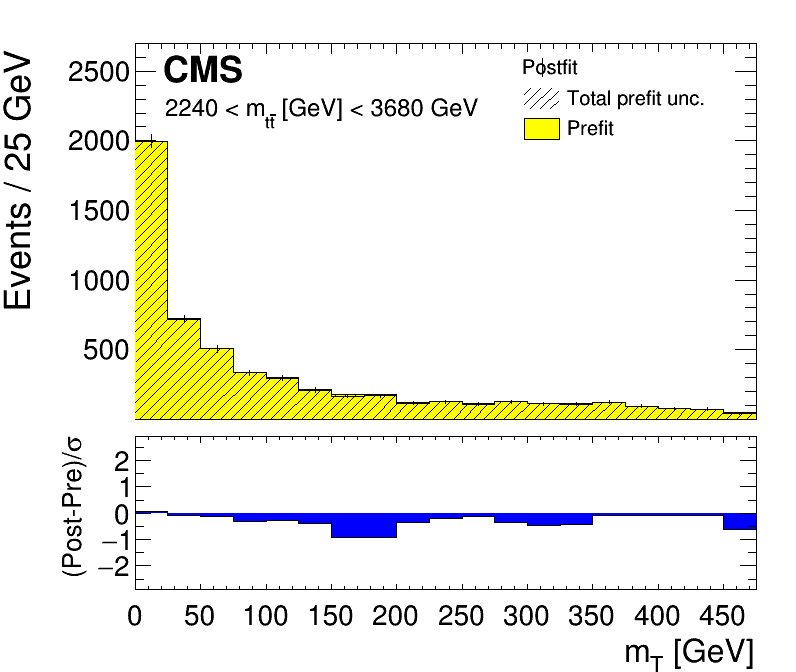 Events / 25 GeV
2500
2000
1500
1000
500
CMS
2240 < m_tt̄ [GeV] < 3680 GeV
Postfit
Total prefit unc.
Prefit
(Post-Pre)/σ
2
1
0
−1
−2
0 50 100 150 200 250 300 350 400 450
m_T [GeV]